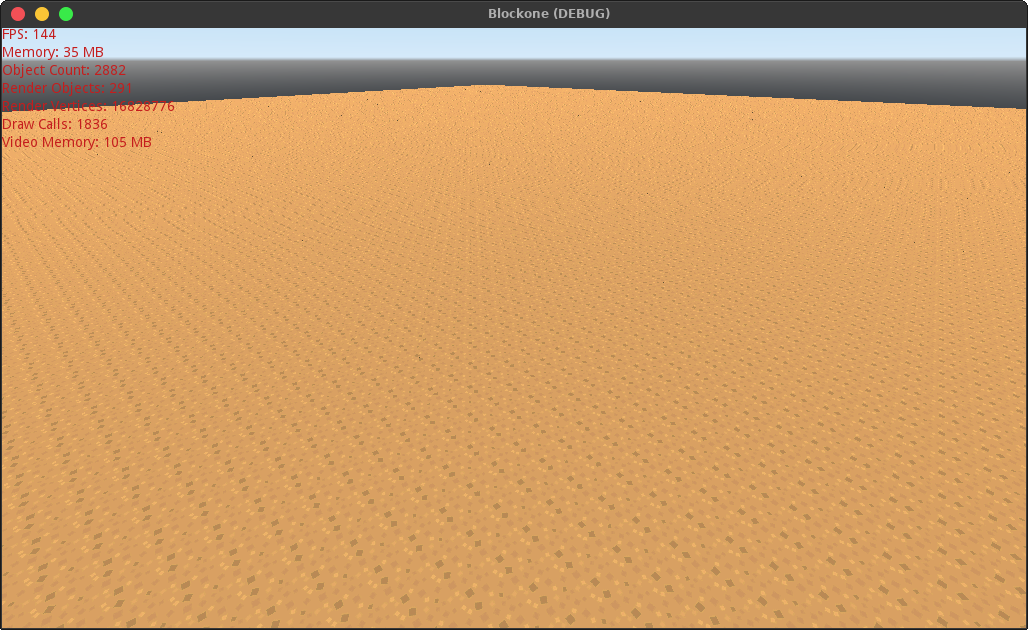 Blockone (DEBUG)
FPS: 144
Memory: 35 MB
Object Count: 2882
Render Objects: 291
Render Vertices: 16828776
Draw Calls: 1836
Video Memory: 105 MB